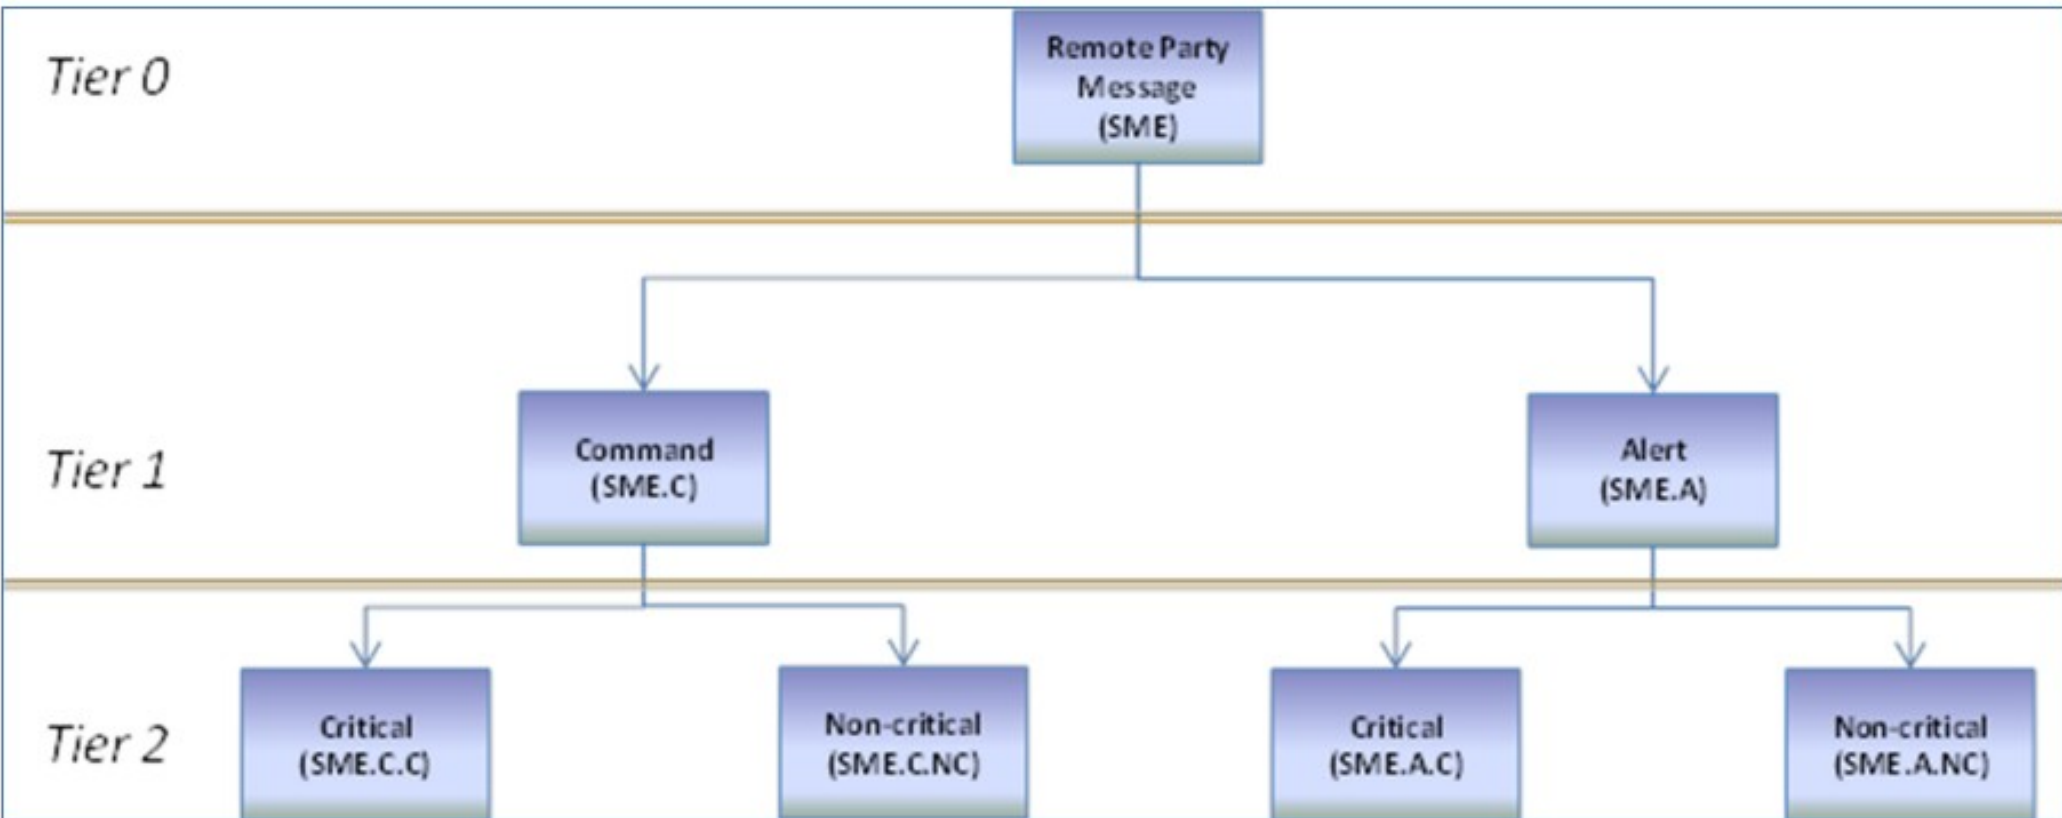 Tier 0
Remote Party
Message
(SME)
Tier 1
Command
(SME.C)
Alert
(SME.A)
Tier 2
Critical
(SME.C.C)
Non-critical
(SME.C.NC)
Critical
(SME.A.C)
Non-critical
(SME.A.NC)